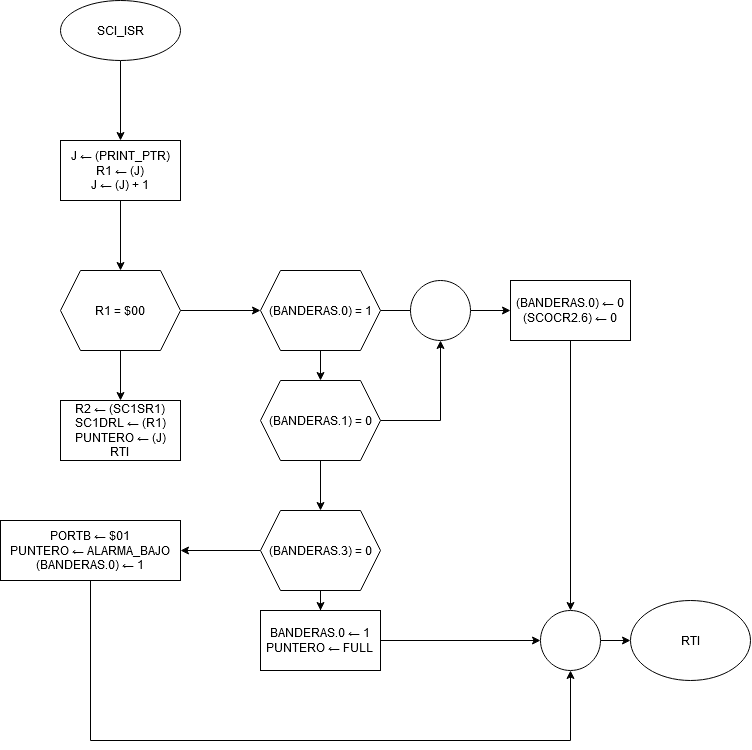 SCI_ISR
J ← (PRINT_PTR)
R1 ← (J)
J ← (J) + 1
R1 = $00
(BANDERAS.0) = 1
(BANDERAS.0) ← 0
(SCOCR2.6) ← 0
R2 ← (SC1SR1)
SC1DRL ← (R1)
PUNTERO ← (J)
RTI
(BANDERAS.1) = 0
PORTB ← $01
PUNTERO ← ALARMA_BAJO
(BANDERAS.0) ← 1
(BANDERAS.3) = 0
BANDERAS.0 ← 1
PUNTERO ← FULL
RTI